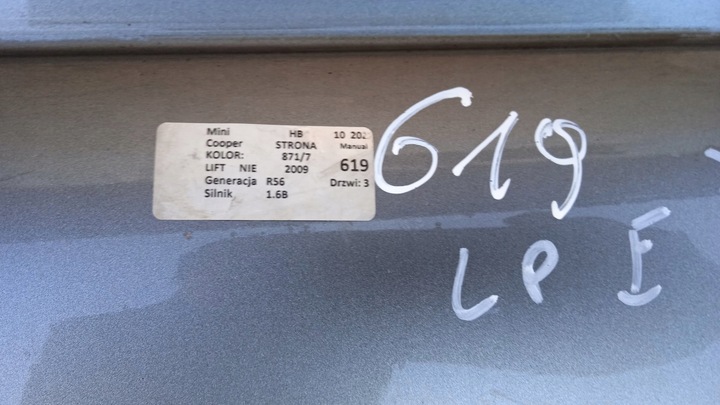 Mini HB 10 202
Cooper STRONA Manual
KOLOR: 871/7
LIFT NIE 2009 619
Generacja R56 Drzwi: 3
Silnik 1.6B
619
LP